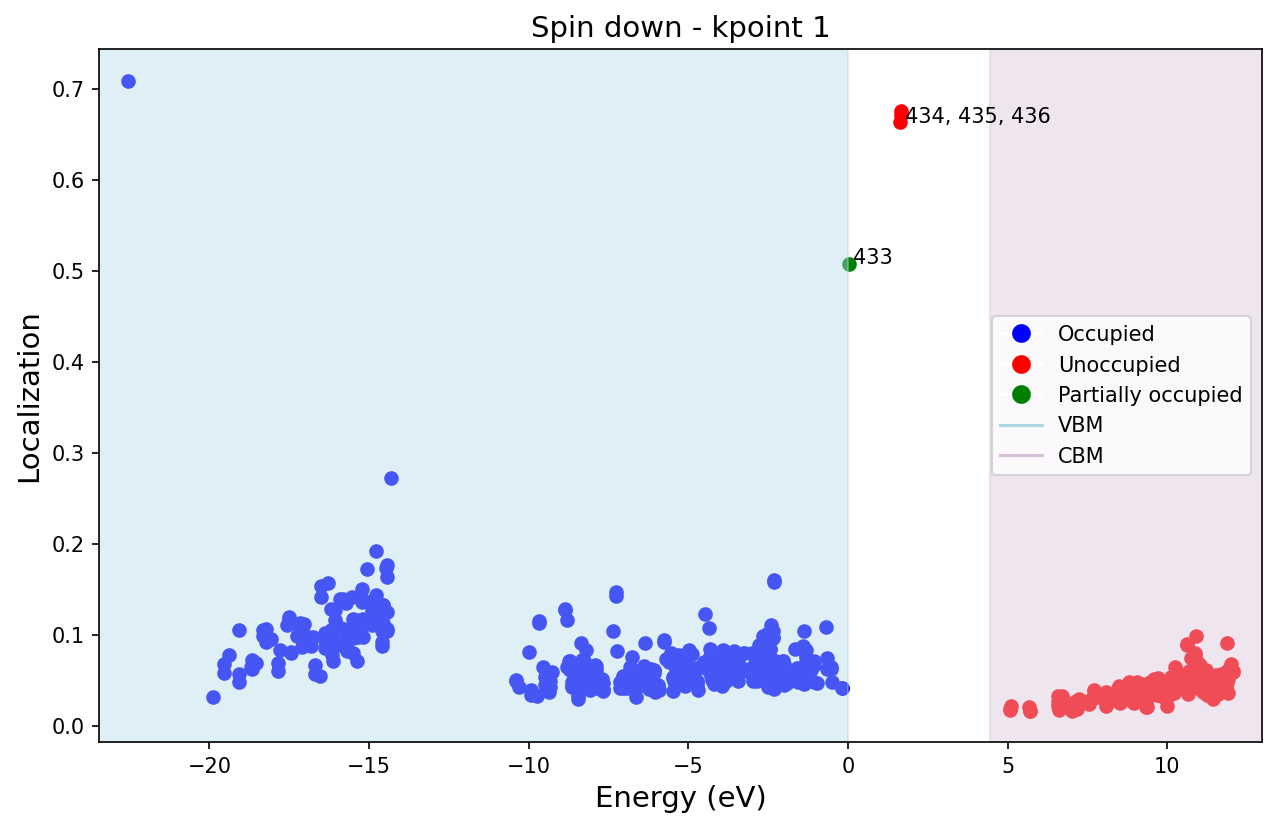 Spin down - kpoint 1
Localization
0.7
0.6
0.5
0.4
0.3
0.2
0.1
0.0
434, 435, 436
433
Occupied
Unoccupied
Partially occupied
VBM
CBM
−20 −15 −10 −5 0 5 10
Energy (eV)